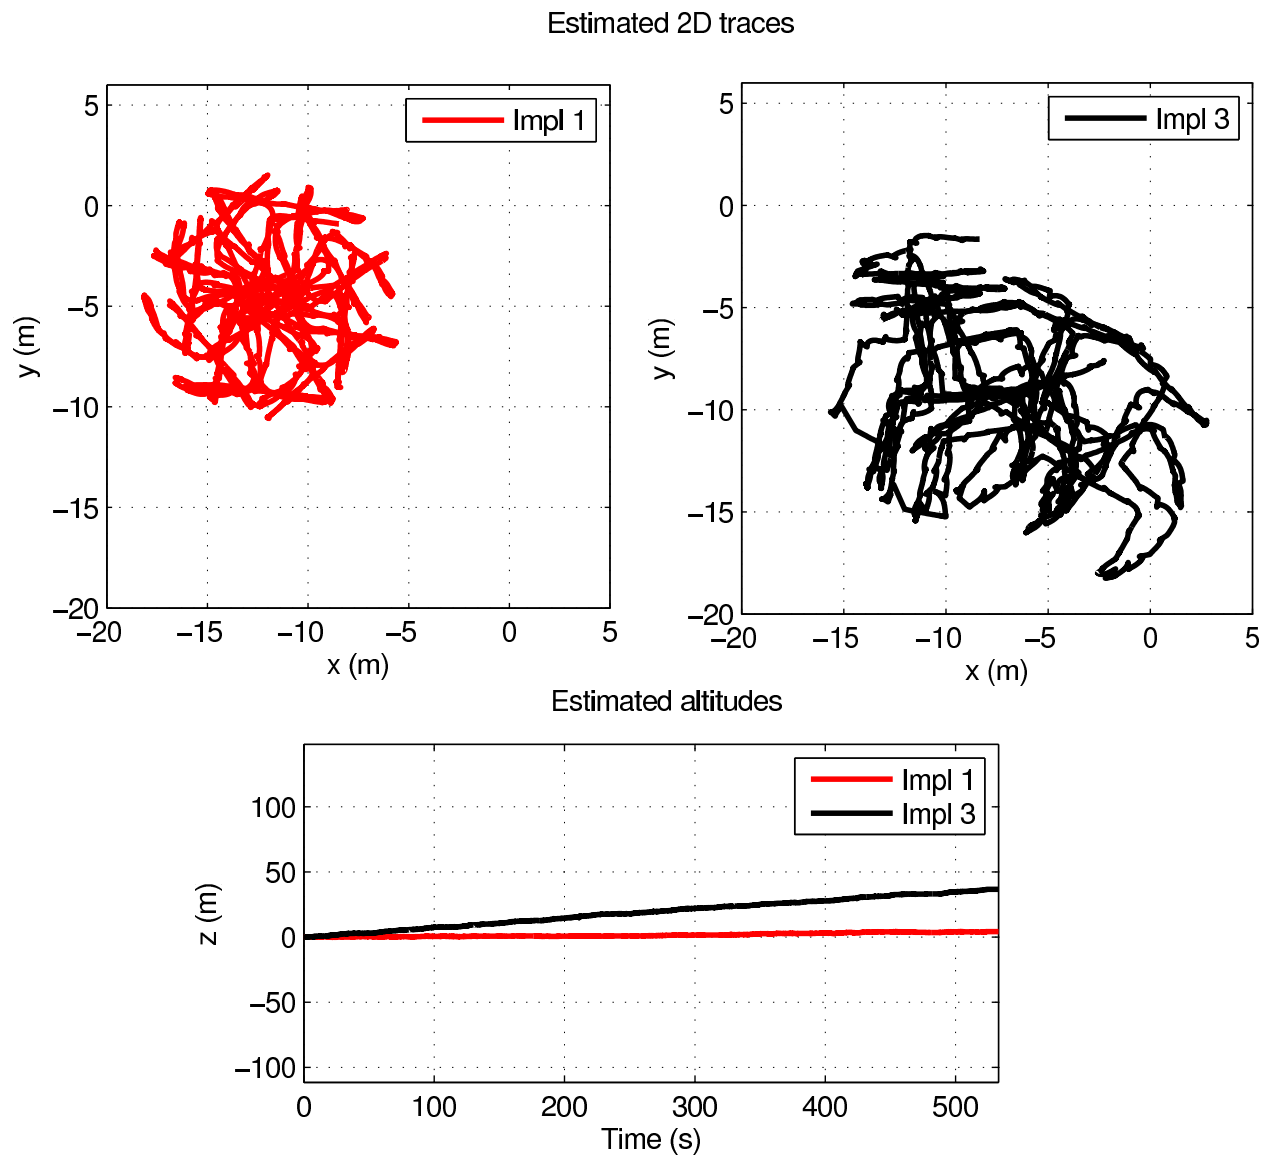 Estimated 2D traces
Impl 1
5
0
−5
−10
−15
−20
y (m)
−20 −15 −10 −5 0 5
x (m)
Impl 3
5
0
−5
−10
−15
−20
y (m)
−20 −15 −10 −5 0 5
x (m)
Estimated altitudes
Impl 1
Impl 3
100
50
0
−50
−100
z (m)
0 100 200 300 400 500
Time (s)